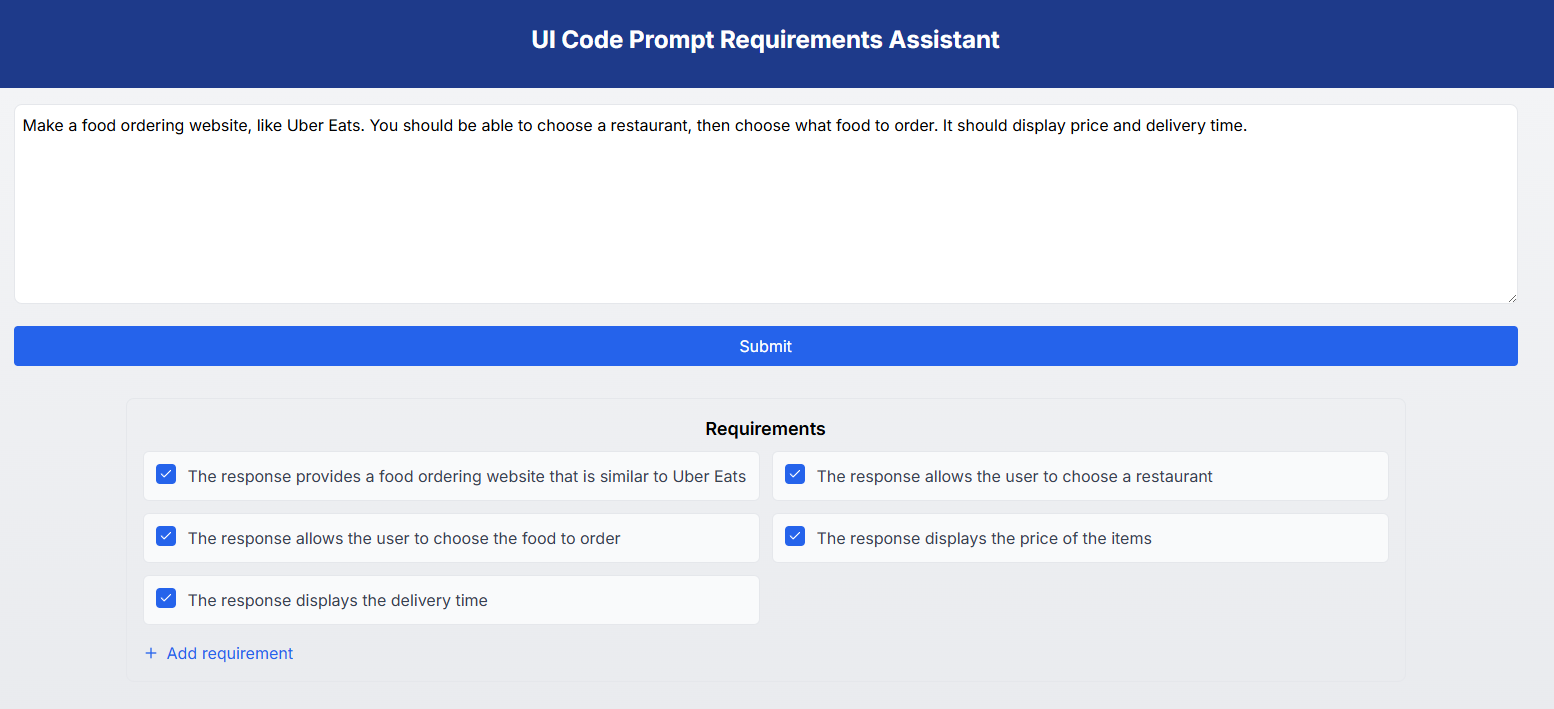 UI Code Prompt Requirements Assistant
Make a food ordering website, like Uber Eats. You should be able to choose a restaurant, then choose what food to order. It should display price and delivery time.
Submit
Requirements
The response provides a food ordering website that is similar to Uber Eats
The response allows the user to choose a restaurant
The response allows the user to choose the food to order
The response displays the price of the items
The response displays the delivery time
+ Add requirement